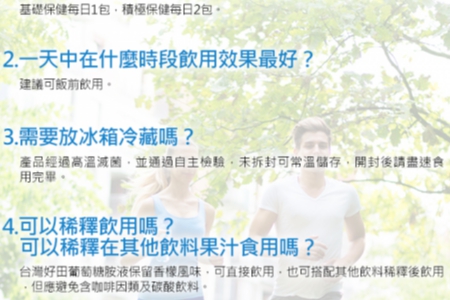 基礎保健每日1包，積極保健每日2包。
2.一天中在什麼時段飲用效果最好？
建議可飯前飲用。
3.需要放冰箱冷藏嗎？
產品經過高溫滅菌，並通過自主檢驗，未拆封可常溫儲存，開封後請盡速食
用完畢。
4.可以稀釋飲用嗎？
可以稀釋在其他飲料果汁食用嗎？
台灣好田葡萄糖胺液保留香檬風味，可直接飲用，也可搭配其他飲料稀釋後飲用
，但應避免含咖啡因類及碳酸飲料。